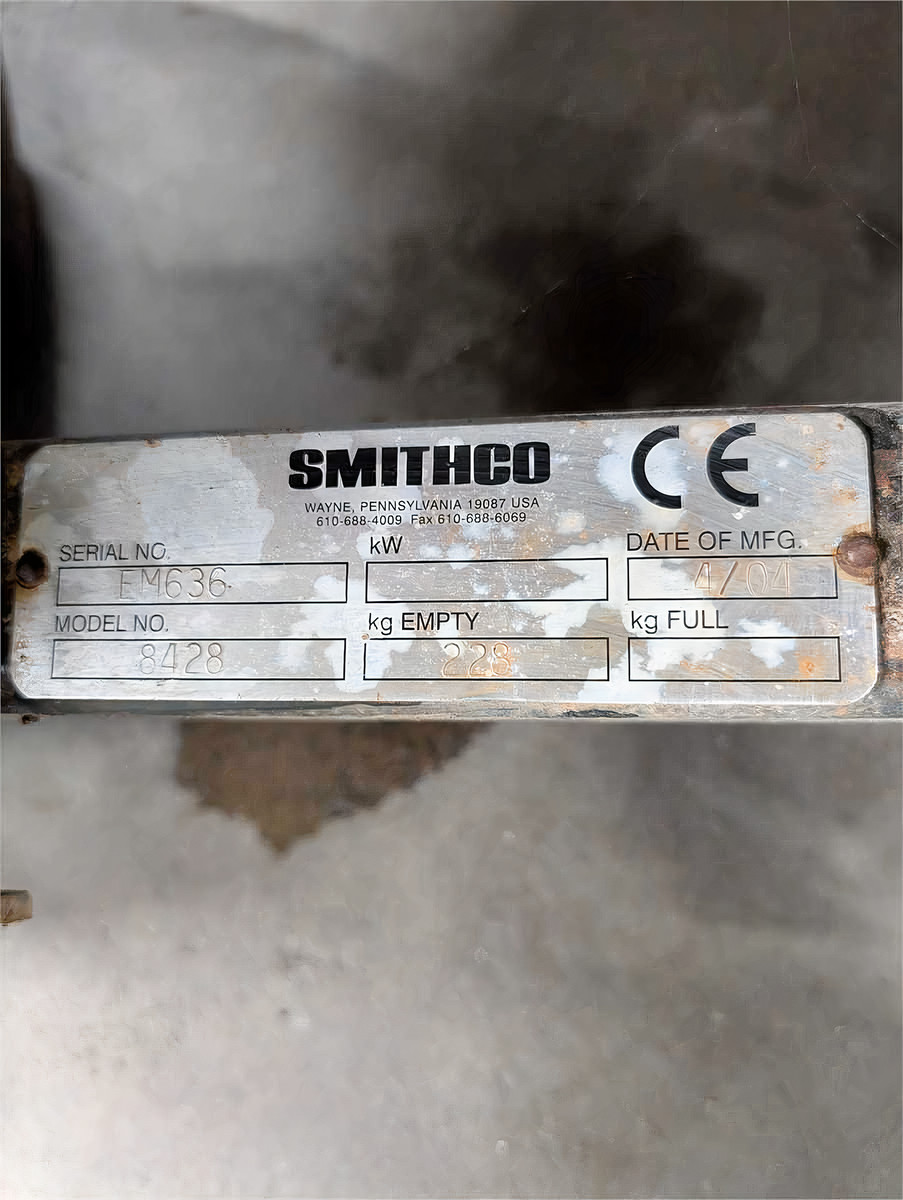 SMITHCO
CE
WAYNE, PENNSYLVANIA 19087 USA
610-688-4009 Fax 610-688-6069
SERIAL NO. kW DATE OF MFG.
EM636 4/04
MODEL NO. kg EMPTY kg FULL
8428 228